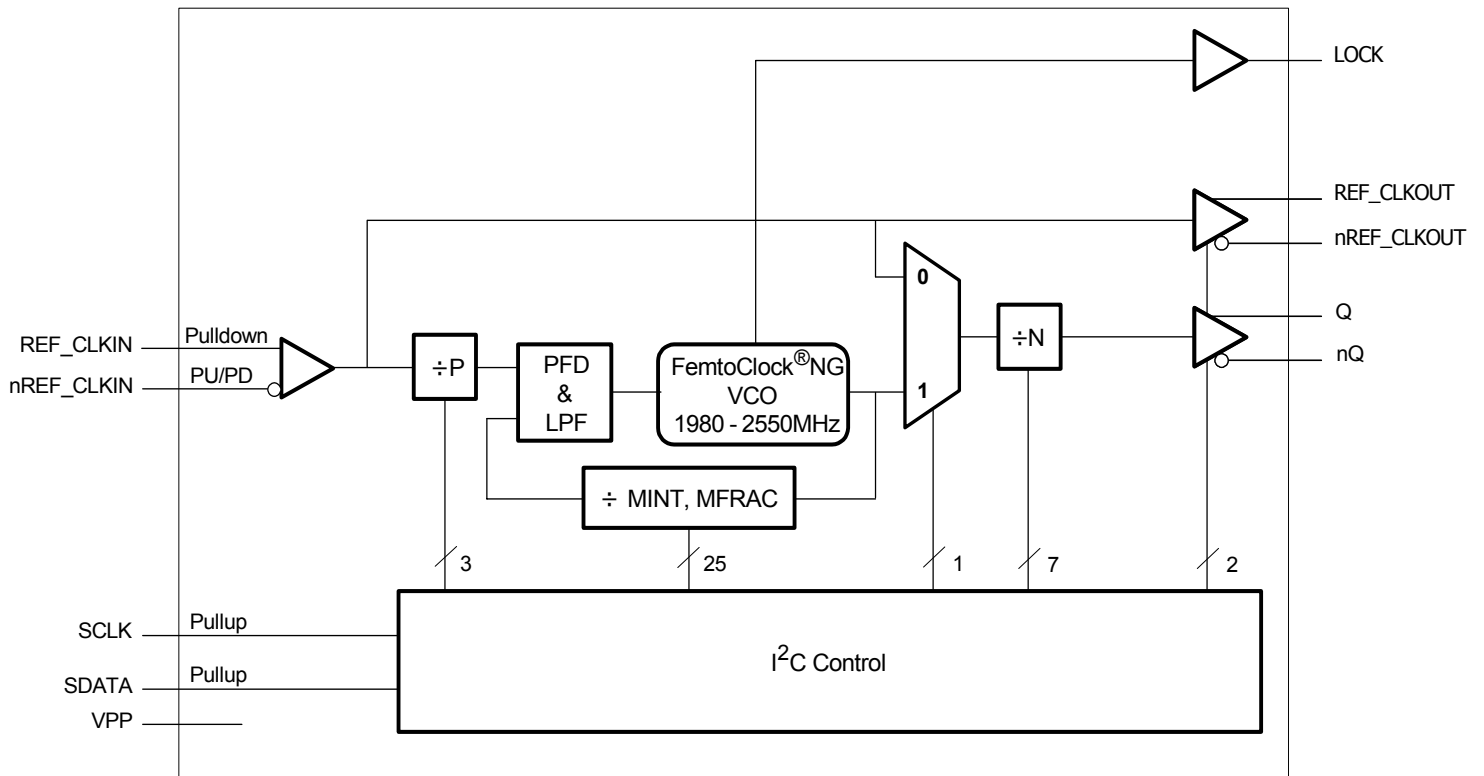 LOCK
REF_CLKOUT
nREF_CLKOUT
0
Q
÷N
nQ
REF_CLKIN
Pulldown
nREF_CLKIN
PU/PD
÷P
PFD
&
LPF
FemtoClock®NG
VCO
1980 - 2550MHz
1
÷ MINT, MFRAC
3
25
1
7
2
SCLK
Pullup
SDATA
Pullup
VPP
I²C Control